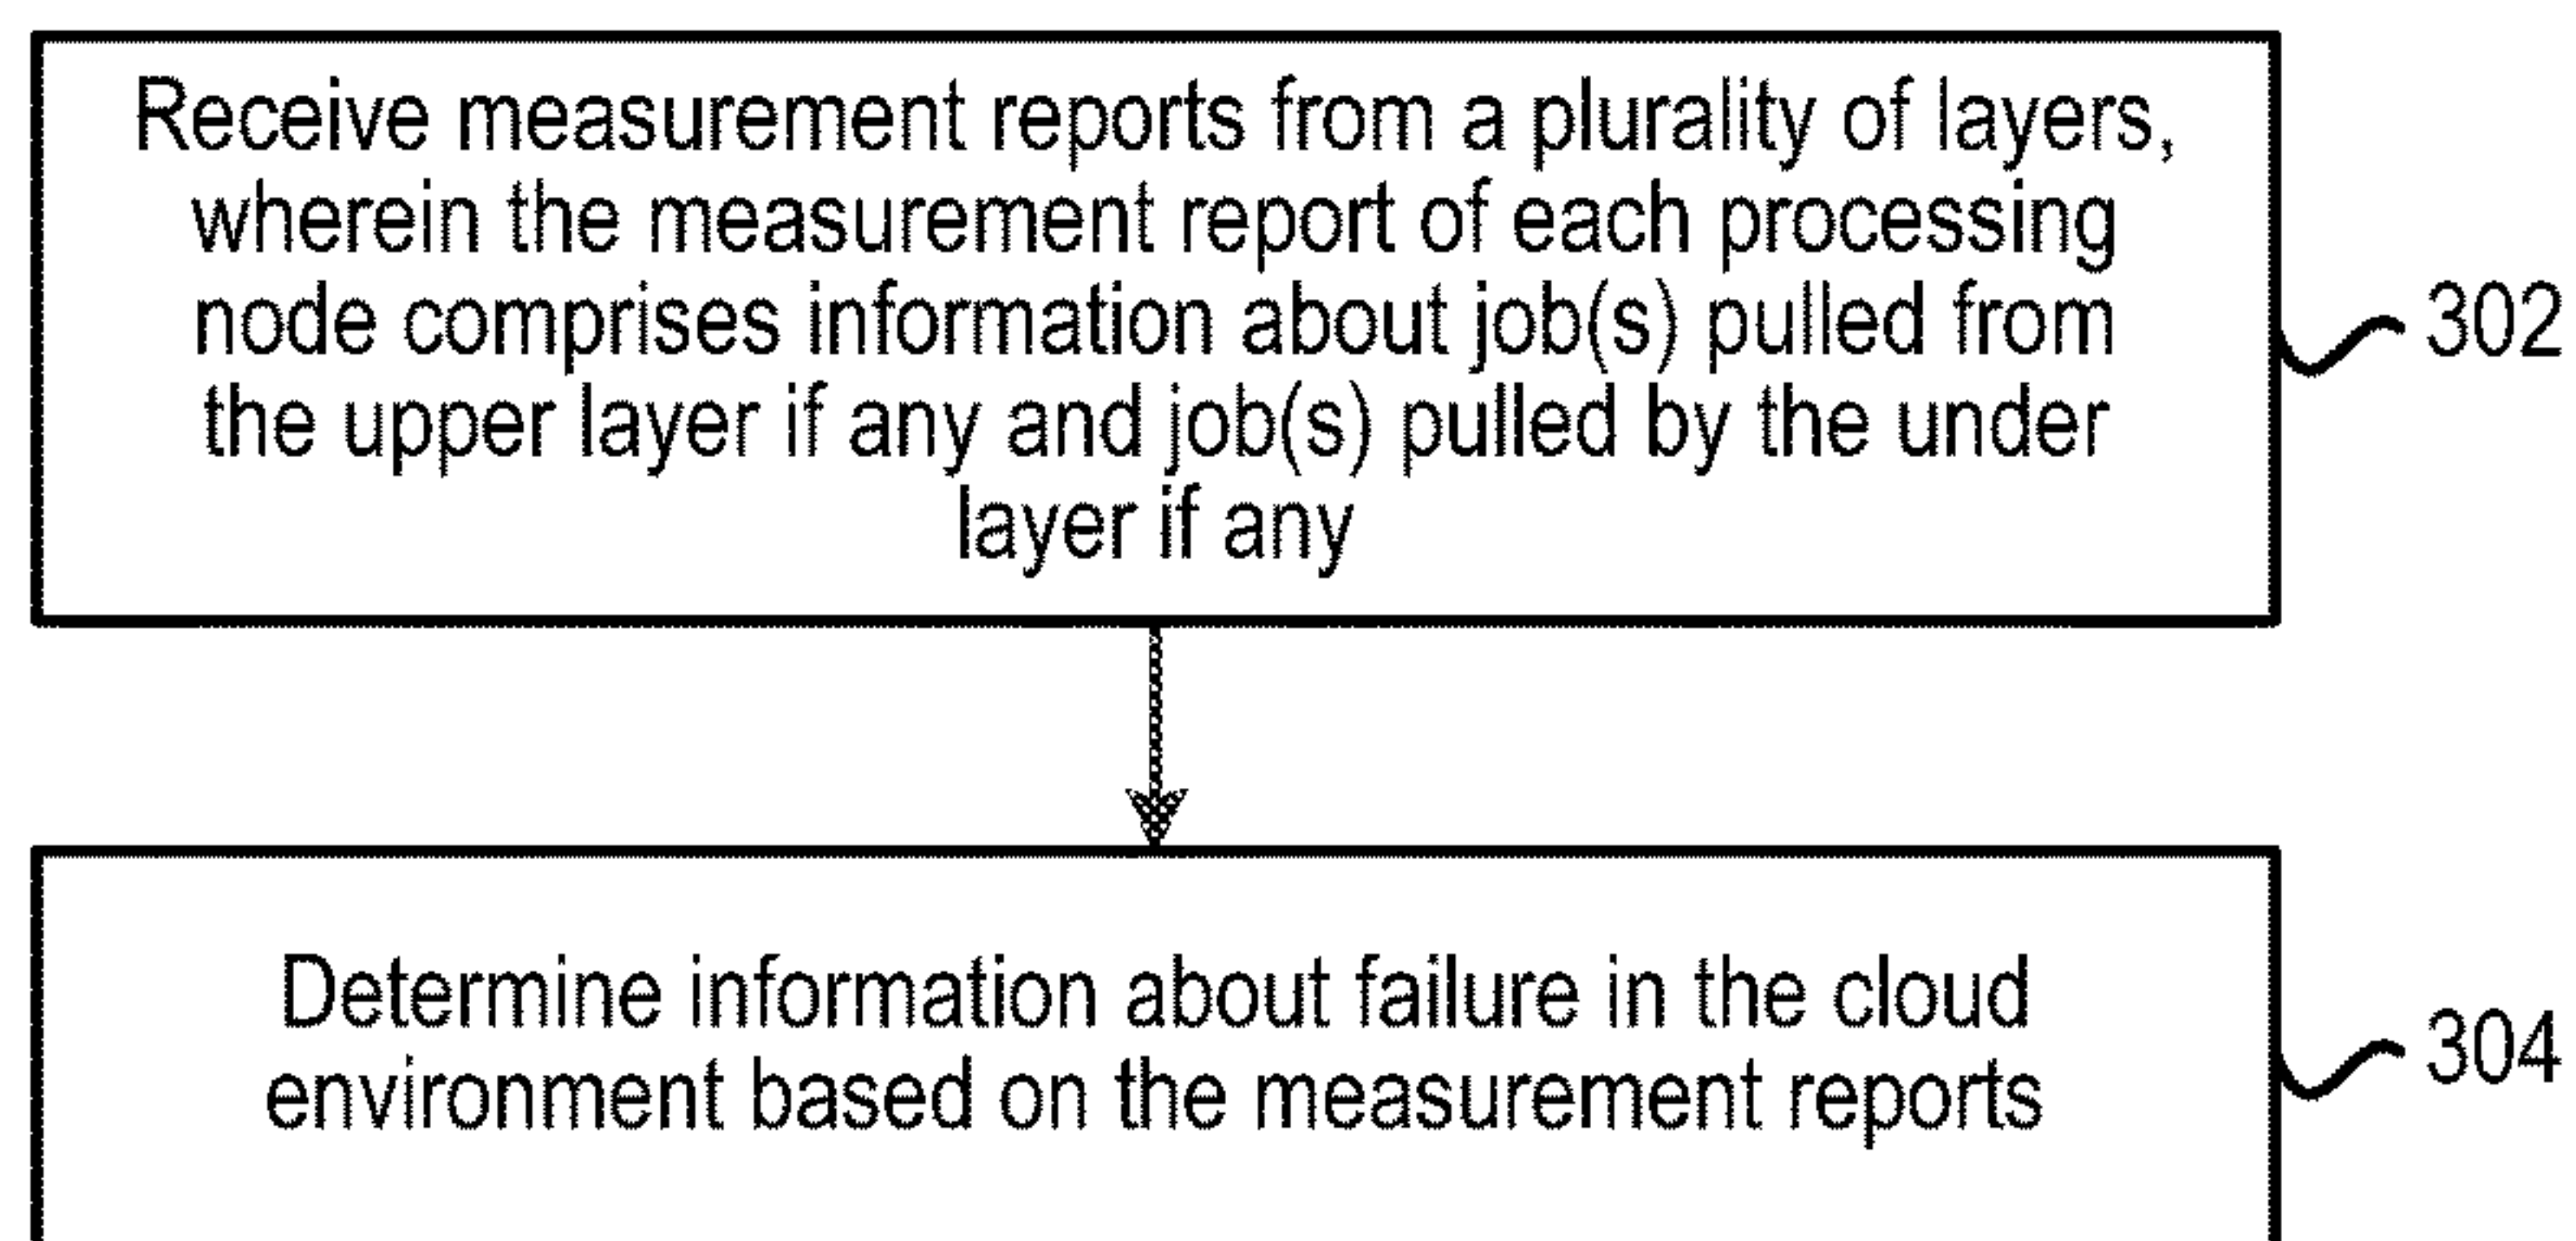 Receive measurement reports from a plurality of layers,
wherein the measurement report of each processing
node comprises information about job(s) pulled from
the upper layer if any and job(s) pulled by the under
layer if any
302
Determine information about failure in the cloud
environment based on the measurement reports
304